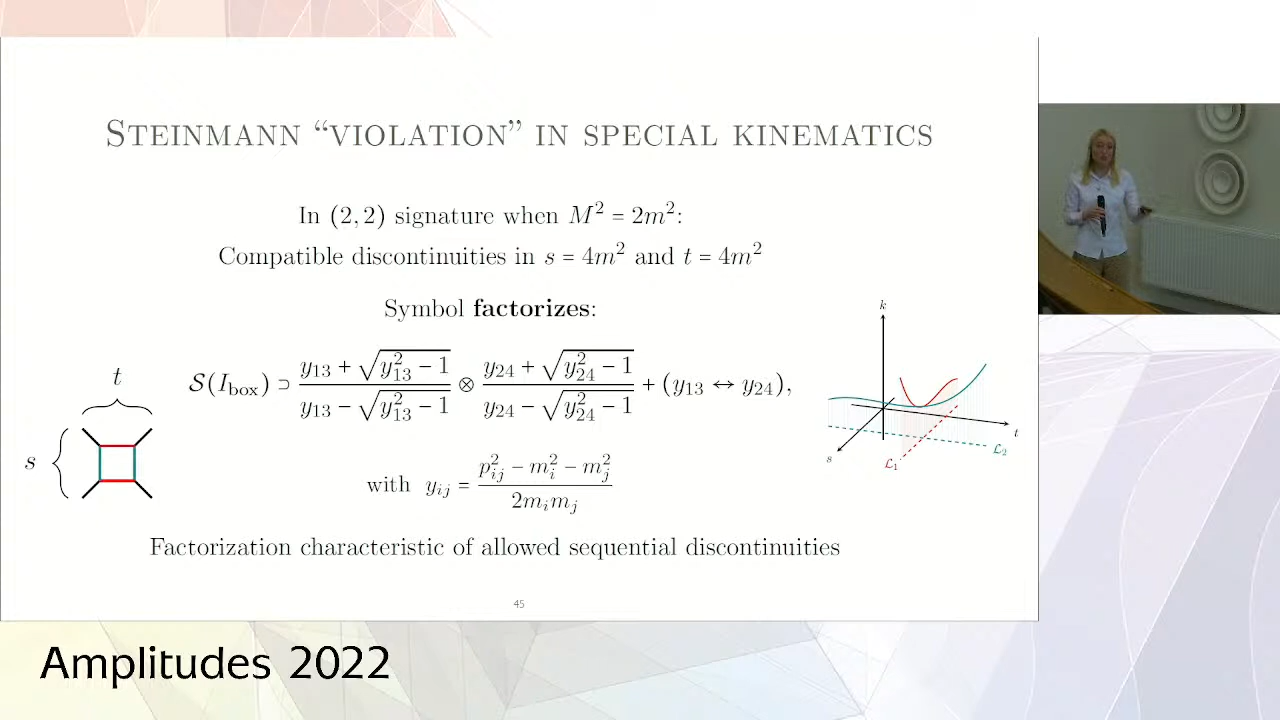 STEINMANN “VIOLATION” IN SPECIAL KINEMATICS
In (2, 2) signature when M² = 2m²:
Compatible discontinuities in s = 4m² and t = 4m²
Symbol factorizes:
𝒮(I_box) ⊃ (y₁₃ + √(y₁₃² − 1))/(y₁₃ − √(y₁₃² − 1)) ⊗ (y₂₄ + √(y₂₄² − 1))/(y₂₄ − √(y₂₄² − 1)) + (y₁₃ ↔ y₂₄),
with y_ij = (p_ij² − m_i² − m_j²)/(2m_i m_j)
t
s
k
t
s
ℒ₁
ℒ₂
Factorization characteristic of allowed sequential discontinuities
45
Amplitudes 2022